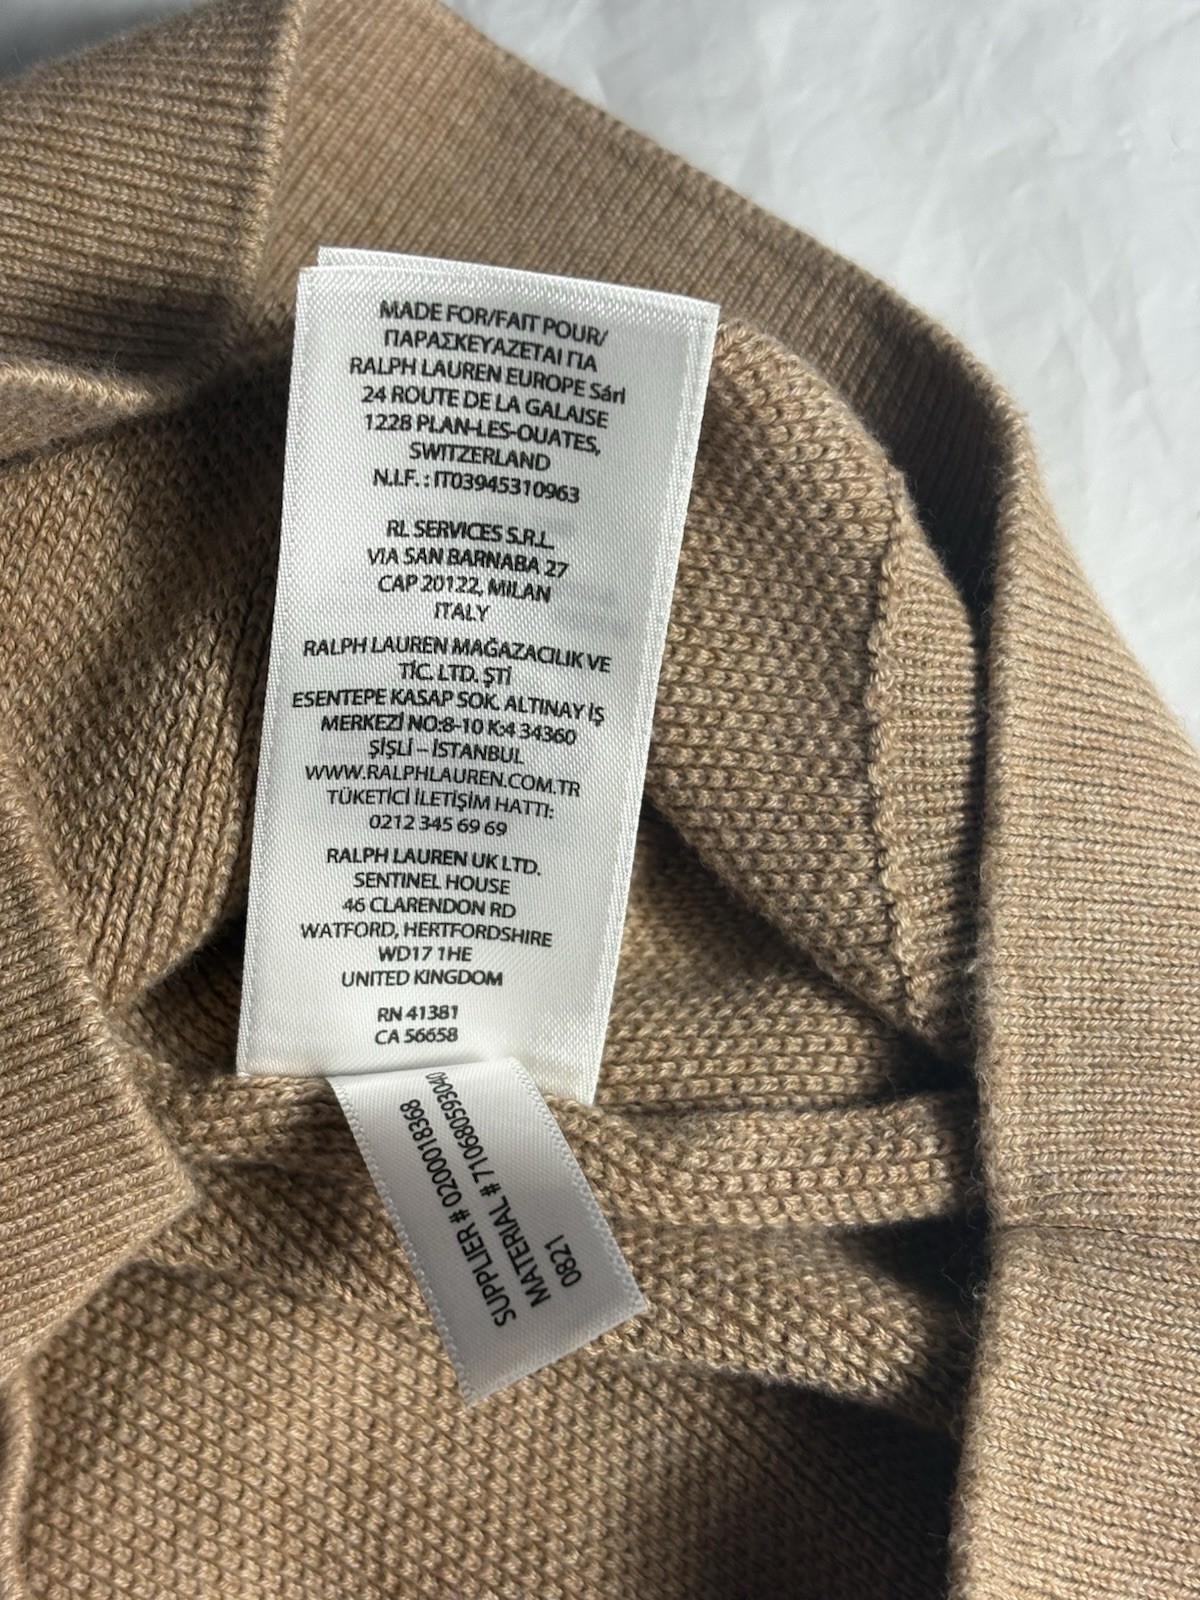 MADE FOR/FAIT POUR/
ΠΑΡΑΣΚΕΥΑΖΕΤΑΙ ΓΙΑ
RALPH LAUREN EUROPE Sárl
24 ROUTE DE LA GALAISE
1228 PLAN-LES-OUATES,
SWITZERLAND
N.I.F. : IT03945310963
RL SERVICES S.R.L.
VIA SAN BARNABA 27
CAP 20122, MILAN
ITALY
RALPH LAUREN MAĞAZACILIK VE
TİC. LTD. ŞTİ
ESENTEPE KASAP SOK. ALTINAY İŞ
MERKEZİ NO:8-10 K:4 34360
ŞİŞLİ – İSTANBUL
WWW.RALPHLAUREN.COM.TR
TÜKETİCİ İLETİŞİM HATTI:
0212 345 69 69
RALPH LAUREN UK LTD.
SENTINEL HOUSE
46 CLARENDON RD
WATFORD, HERTFORDSHIRE
WD17 1HE
UNITED KINGDOM
RN 41381
CA 56658
SUPPLIER # 0200018368
MATERIAL # 710680593040
0821